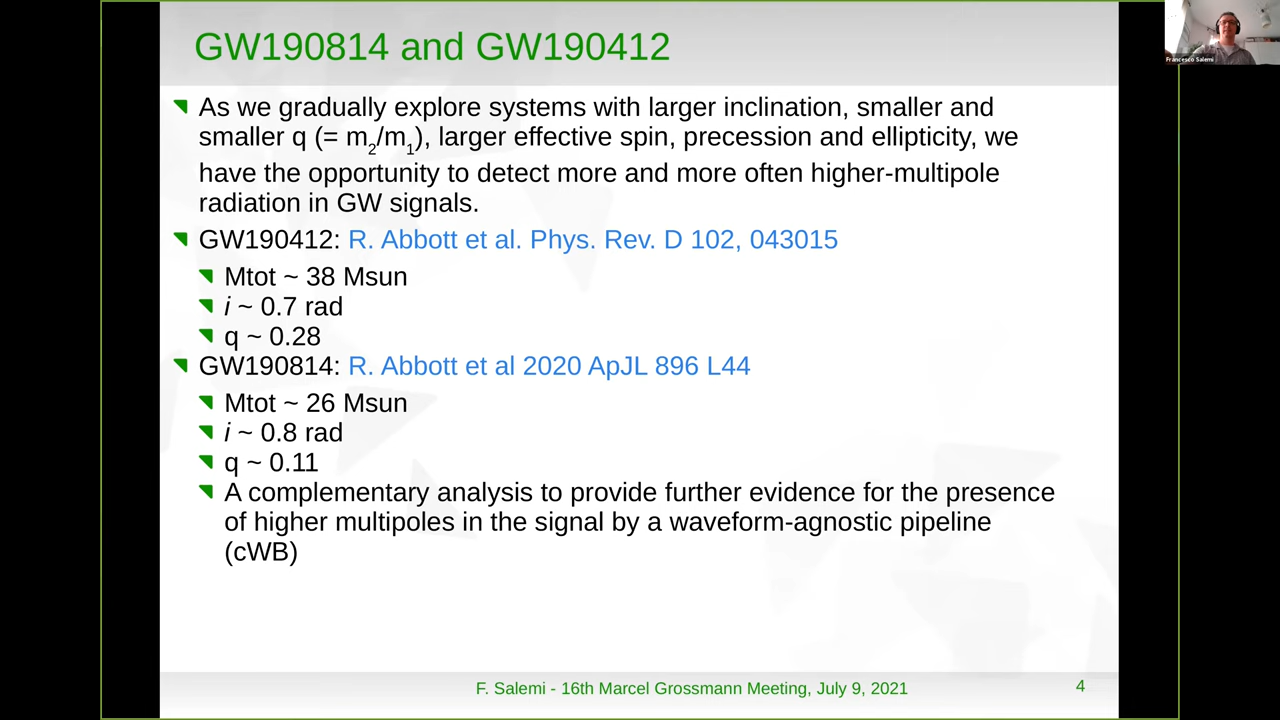 GW190814 and GW190412
Francesco Salemi
As we gradually explore systems with larger inclination, smaller and
smaller q (= m2/m1), larger effective spin, precession and ellipticity, we
have the opportunity to detect more and more often higher-multipole
radiation in GW signals.
GW190412: R. Abbott et al. Phys. Rev. D 102, 043015
Mtot ~ 38 Msun
i ~ 0.7 rad
q ~ 0.28
GW190814: R. Abbott et al 2020 ApJL 896 L44
Mtot ~ 26 Msun
i ~ 0.8 rad
q ~ 0.11
A complementary analysis to provide further evidence for the presence
of higher multipoles in the signal by a waveform-agnostic pipeline
(cWB)
F. Salemi - 16th Marcel Grossmann Meeting, July 9, 2021
4